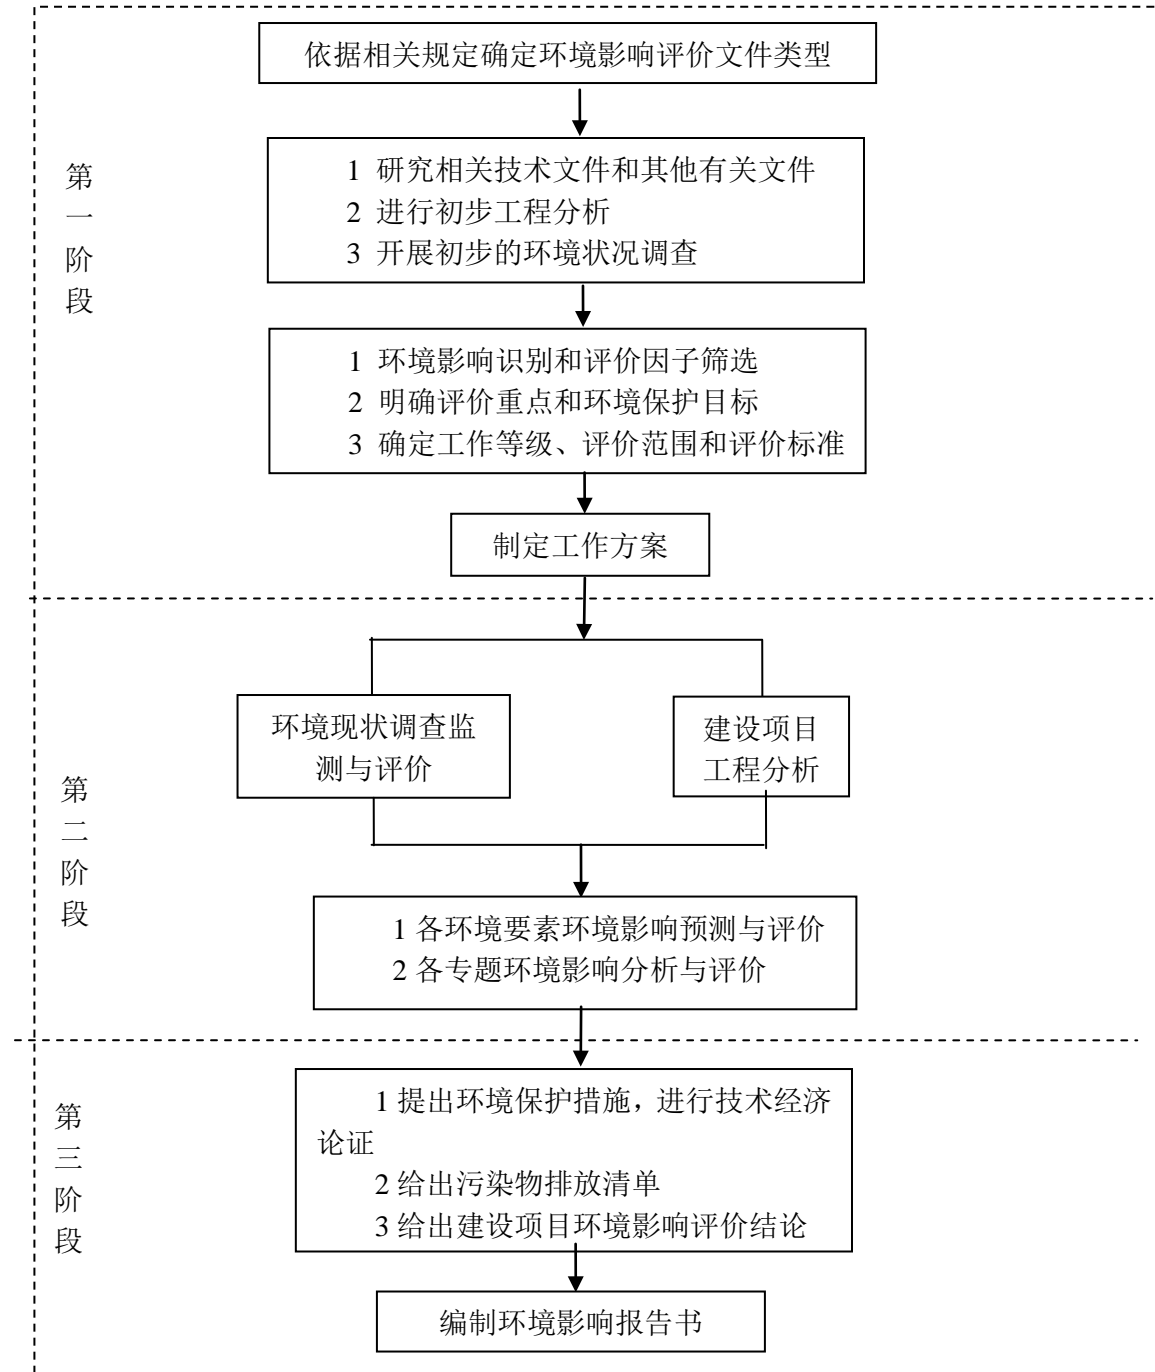 依据相关规定确定环境影响评价文件类型
第一阶段
1 研究相关技术文件和其他有关文件
2 进行初步工程分析
3 开展初步的环境状况调查
1 环境影响识别和评价因子筛选
2 明确评价重点和环境保护目标
3 确定工作等级、评价范围和评价标准
制定工作方案
第二阶段
环境现状调查监
测与评价
建设项目
工程分析
1 各环境要素环境影响预测与评价
2 各专题环境影响分析与评价
第三阶段
1 提出环境保护措施，进行技术经济
论证
2 给出污染物排放清单
3 给出建设项目环境影响评价结论
编制环境影响报告书